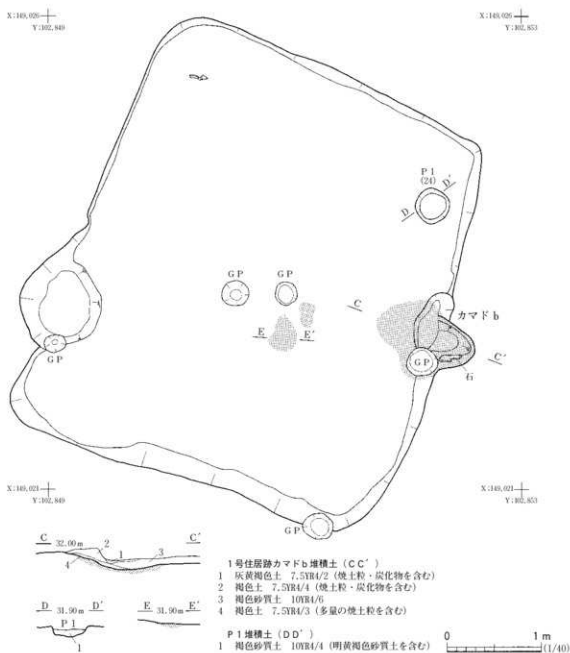 X:149,026
Y:102,849
X:149,026
Y:102,853
P1
(24)
D D'
GP GP
C
カマドb
E E'
GP
GP
C'
石
X:149,021
Y:102,849
X:149,021
Y:102,853
GP
C 32.00m C'
2 1 3
4
D 31.90m D' E 31.90m E'
P1
1
1号住居跡カマドb堆積土(CC')
1 灰黄褐色土 7.5YR4/2(焼土粒・炭化物を含む)
2 褐色土 7.5YR4/4(焼土粒・炭化物を含む)
3 褐色砂質土 10YR4/6
4 褐色土 7.5YR4/3(多量の焼土粒を含む)
P1堆積土(DD')
1 褐色砂質土 10YR4/4(明黄褐色砂質土を含む)
0 1m
(1/40)